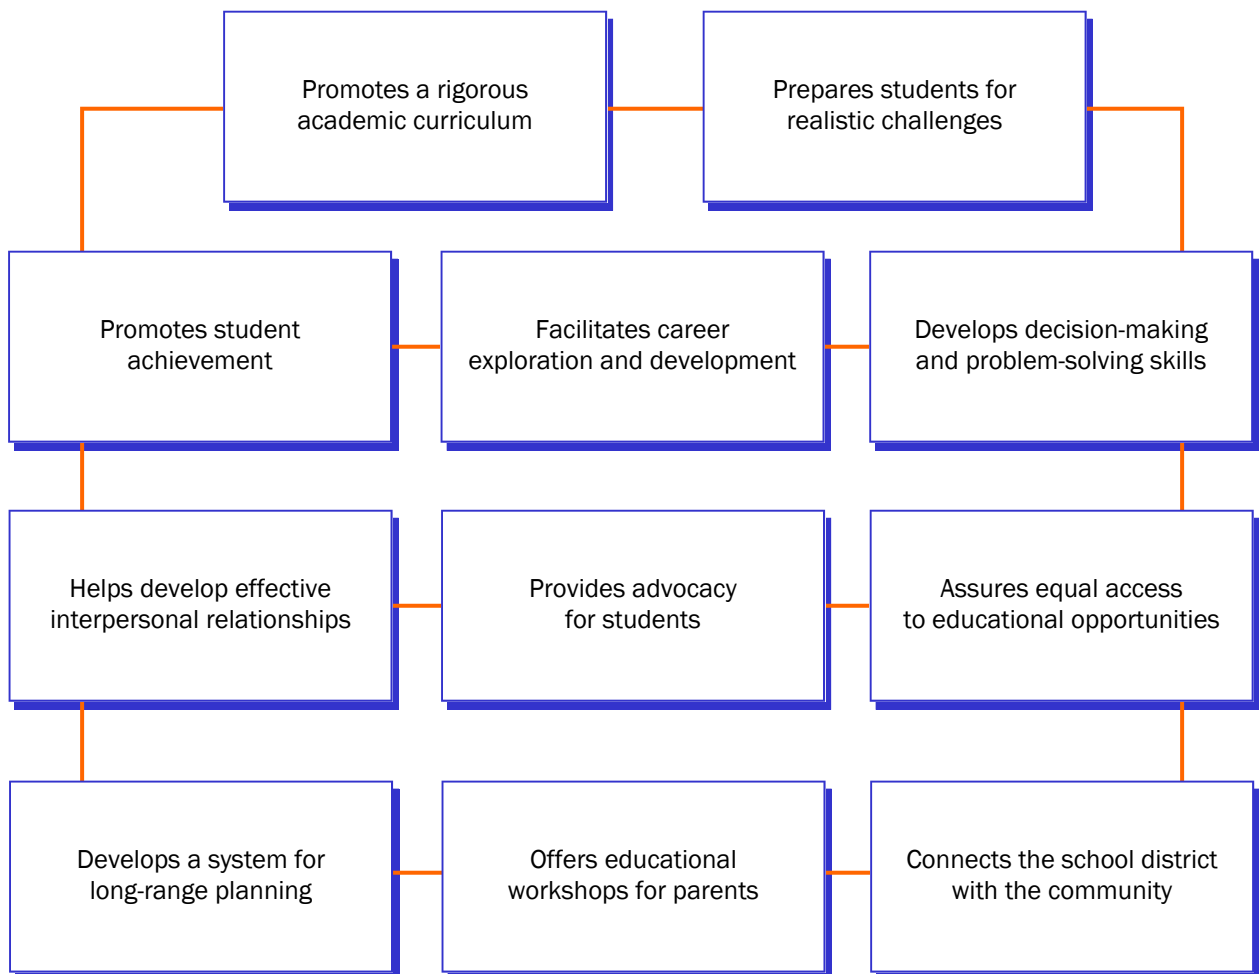 Promotes a rigorous
academic curriculum
Prepares students for
realistic challenges
Promotes student
achievement
Facilitates career
exploration and development
Develops decision-making
and problem-solving skills
Helps develop effective
interpersonal relationships
Provides advocacy
for students
Assures equal access
to educational opportunities
Develops a system for
long-range planning
Offers educational
workshops for parents
Connects the school district
with the community